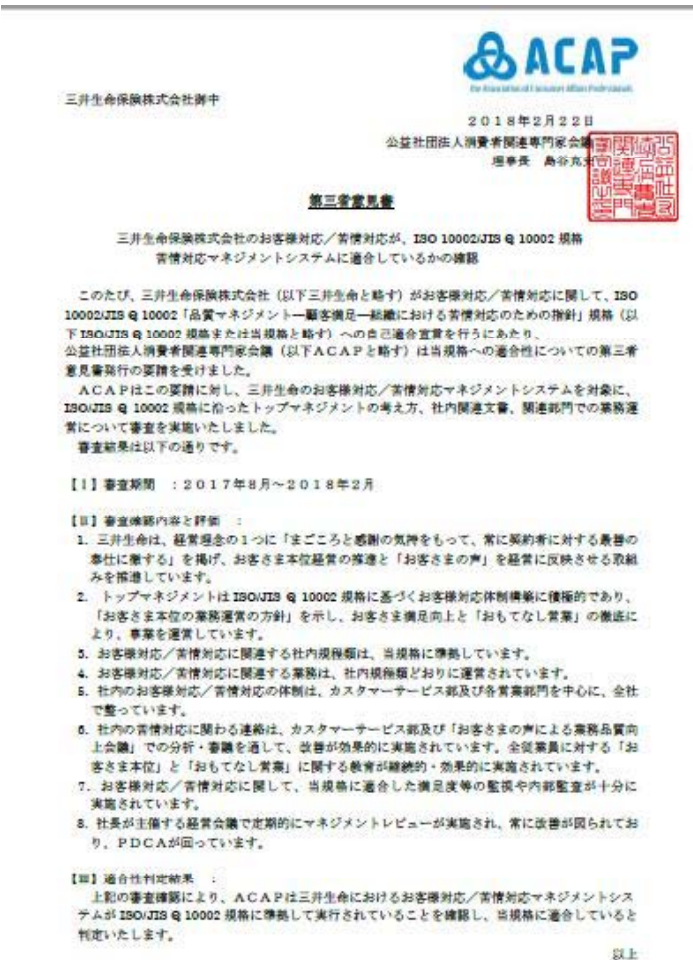 ACAP
the Association of Consumer Affairs Professionals
三井生命保険株式会社御中
2018年2月22日
公益社団法人消費者関連専門家会議
理事長 島谷克史
第三者意見書
三井生命保険株式会社のお客様対応／苦情対応が、ISO 10002/JIS Q 10002 規格
苦情対応マネジメントシステムに適合しているかの確認
このたび、三井生命保険株式会社（以下三井生命と略す）がお客様対応／苦情対応に関して、ISO
10002/JIS Q 10002「品質マネジメント―顧客満足―組織における苦情対応のための指針」規格（以
下 ISO/JIS Q 10002 規格または当規格と略す）への自己適合宣言を行うにあたり、
公益社団法人消費者関連専門家会議（以下ＡＣＡＰと略す）は当規格への適合性についての第三者
意見書発行の要請を受けました。
ＡＣＡＰはこの要請に対し、三井生命のお客様対応／苦情対応マネジメントシステムを対象に、
ISO/JIS Q 10002 規格に沿ったトップマネジメントの考え方、社内関連文書、関連部門での業務運
営について審査を実施いたしました。
審査結果は以下の通りです。
【Ⅰ】審査期間 ：２０１７年８月～２０１８年２月
【Ⅱ】審査確認内容と評価 ：
1. 三井生命は、経営理念の１つに「まごころと感謝の気持をもって、常に契約者に対する最善の
奉仕に徹する」を掲げ、お客さま本位経営の推進と「お客さまの声」を経営に反映させる取組
みを推進しています。
2. トップマネジメントは ISO/JIS Q 10002 規格に基づくお客様対応体制構築に積極的であり、
「お客さま本位の業務運営の方針」を示し、お客さま満足向上と「おもてなし営業」の徹底に
より、事業を運営しています。
3. お客様対応／苦情対応に関連する社内規程類は、当規格に準拠しています。
4. お客様対応／苦情対応に関連する業務は、社内規程類どおりに運営されています。
5. 社内のお客様対応／苦情対応の体制は、カスタマーサービス部及び各営業部門を中心に、全社
で整っています。
6. 社内の苦情対応に関わる連絡は、カスタマーサービス部及び「お客さまの声による業務品質向
上会議」での分析・審議を通して、改善が効果的に実施されています。全従業員に対する「お
客さま本位」と「おもてなし営業」に関する教育が継続的・効果的に実施されています。
7. お客様対応／苦情対応に関して、当規格に適合した満足度等の監視や内部監査が十分に
実施されています。
8. 社長が主催する経営会議で定期的にマネジメントレビューが実施され、常に改善が図られてお
り、ＰＤＣＡが回っています。
【Ⅲ】適合性判定結果 ：
上記の審査確認により、ＡＣＡＰは三井生命におけるお客様対応／苦情対応マネジメントシス
テムが ISO/JIS Q 10002 規格に準拠して実行されていることを確認し、当規格に適合していると
判定いたします。
以上